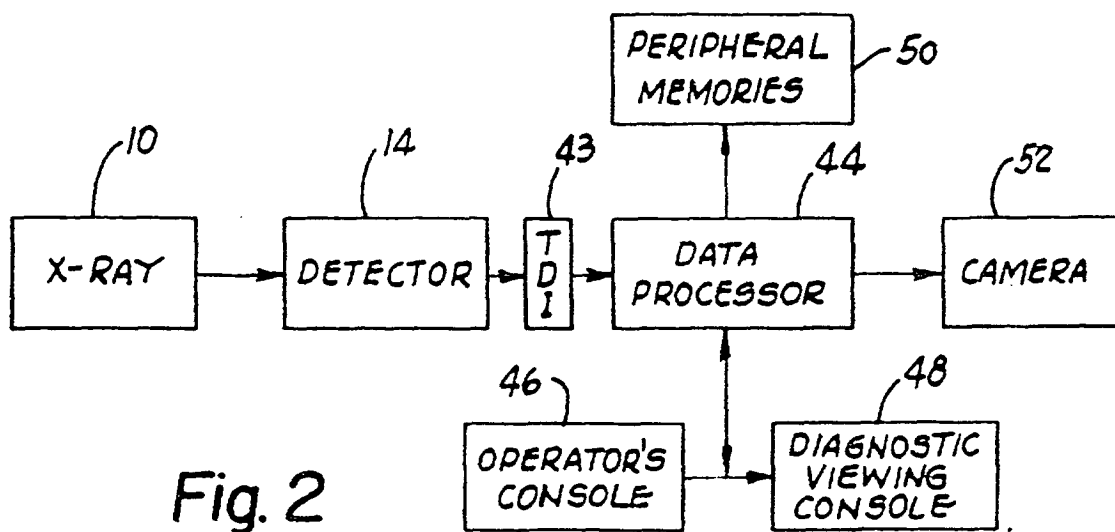 PERIPHERAL
MEMORIES
50
10
14
43
44
52
X-RAY
DETECTOR
T
D
I
DATA
PROCESSOR
CAMERA
46
48
OPERATOR'S
CONSOLE
DIAGNOSTIC
VIEWING
CONSOLE
Fig. 2